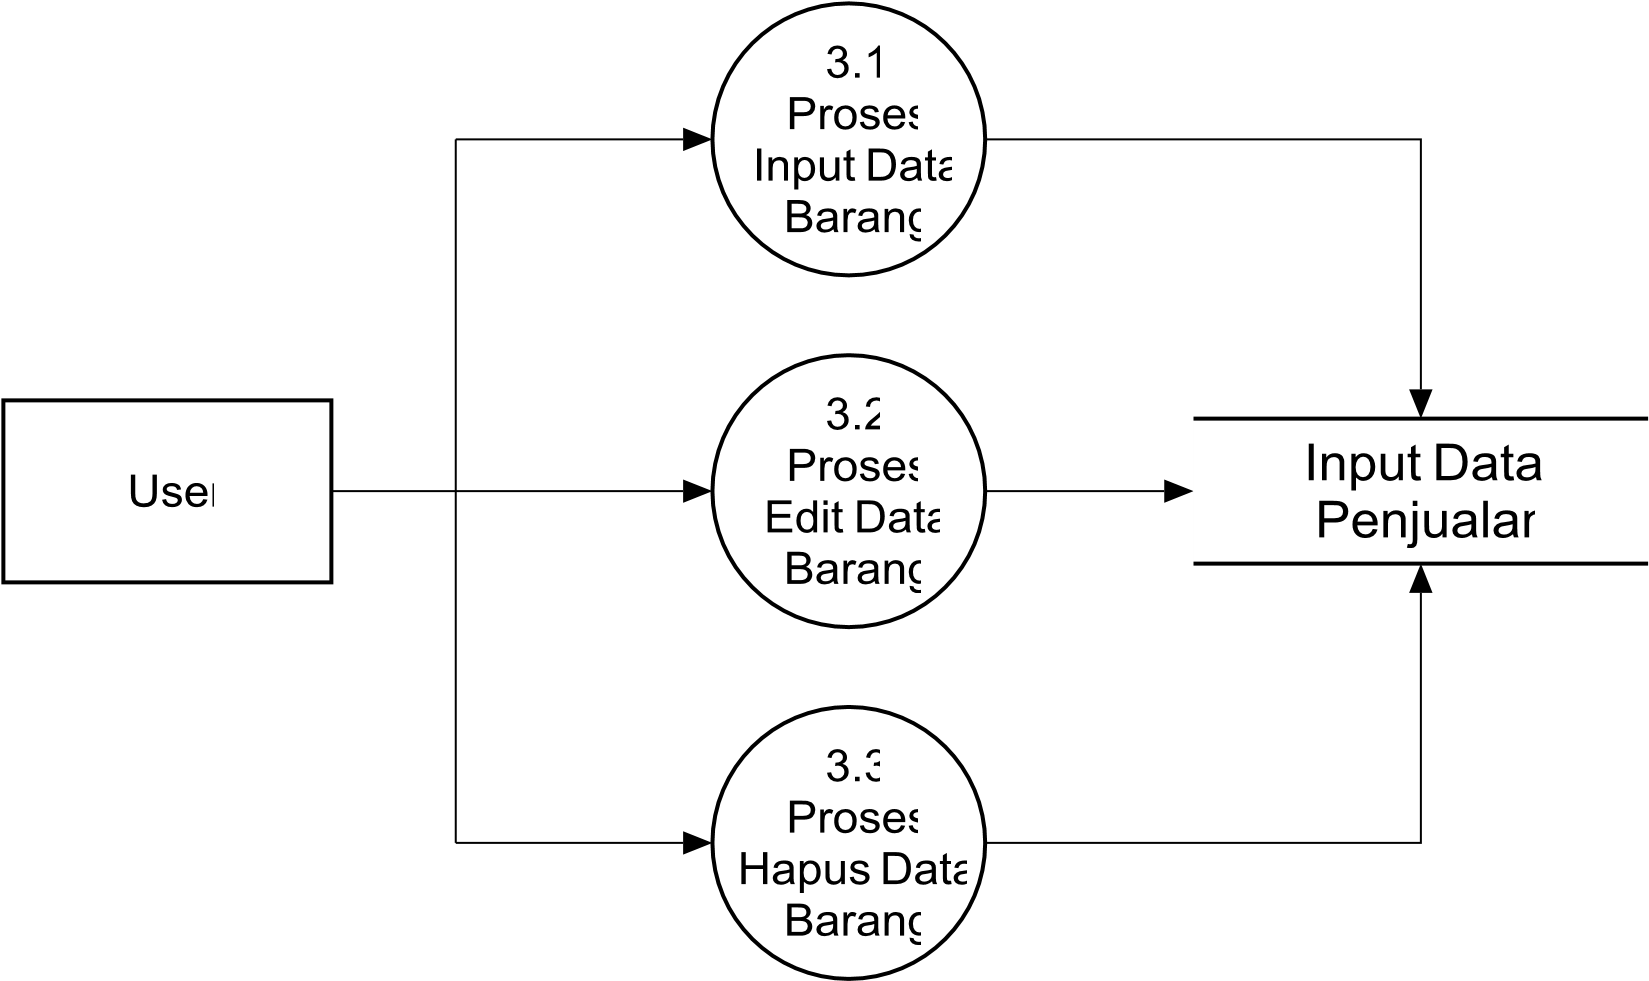 3.1
Proses
Input Data
Barang
User
3.2
Proses
Edit Data
Barang
Input Data
Penjualan
3.3
Proses
Hapus Data
Barang